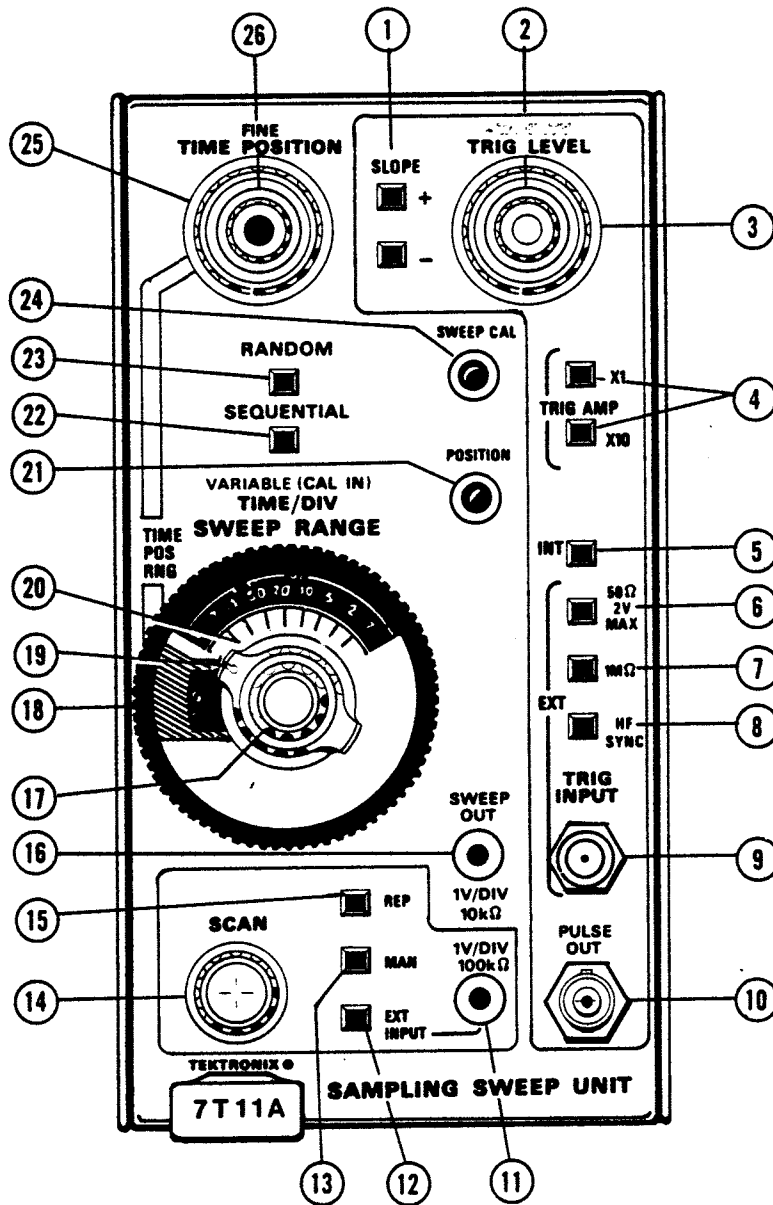 26
1
2
25
FINE
TIME POSITION
SLOPE
+
−
TRIG LEVEL
3
24
SWEEP CAL
RANDOM
23
SEQUENTIAL
22
X1
TRIG AMP
X10
4
21
POSITION
VARIABLE (CAL IN)
TIME/DIV
SWEEP RANGE
TIME
POS
RNG
INT
5
50Ω
2V
MAX
6
20
19
18
20 10 5 2
1MΩ
7
EXT
HF
SYNC
8
17
TRIG
INPUT
SWEEP
OUT
16
9
1V/DIV
10kΩ
15
REP
SCAN
PULSE
OUT
1V/DIV
100kΩ
MAN
14
10
EXT
INPUT
TEKTRONIX
SAMPLING SWEEP UNIT
7T11A
13
12
11